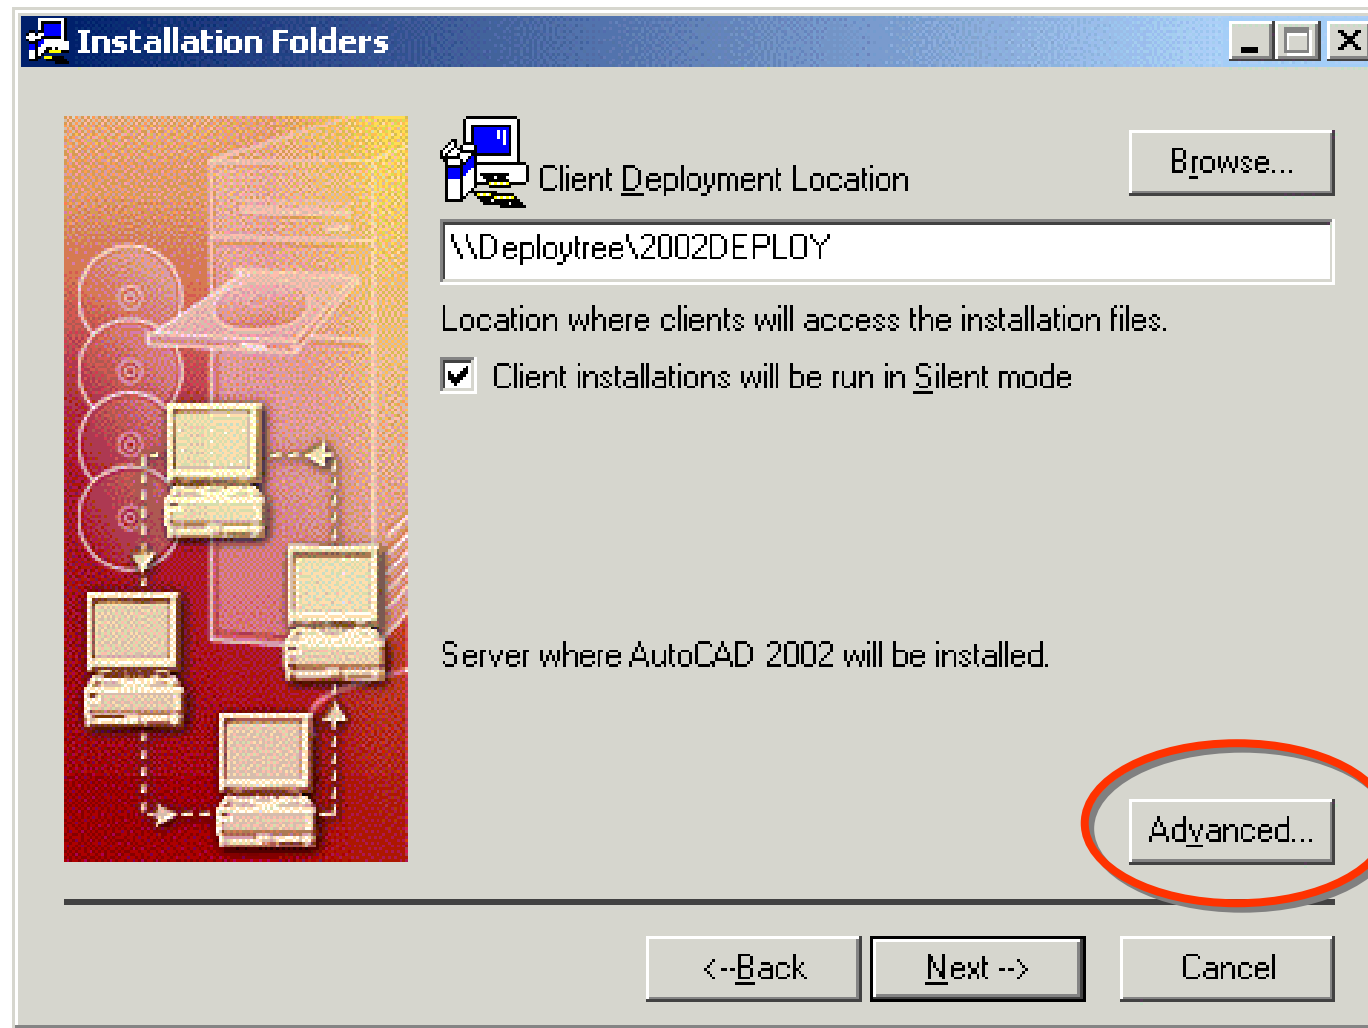 Installation Folders
Client Deployment Location
Browse...
\\Deploytree\2002DEPLOY
Location where clients will access the installation files.
Client installations will be run in Silent mode
Server where AutoCAD 2002 will be installed.
Advanced...
<--Back
Next -->
Cancel